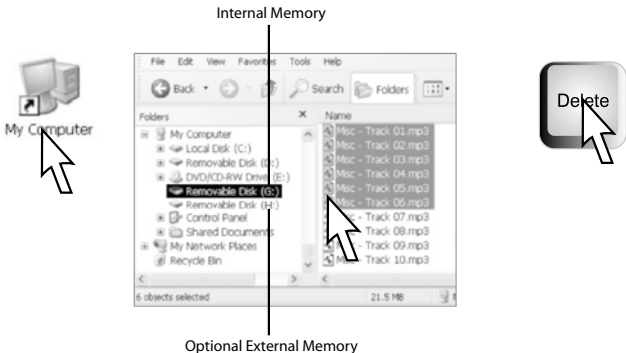 Internal Memory
My Computer
File Edit View Favorites Tools Help
Back Search Folders
Folders × Name
My Computer
Local Disk (C:)
Removable Disk (D:)
DVD/CD-RW Drive (E:)
Removable Disk (G:)
Removable Disk (H:)
Control Panel
Shared Documents
My Network Places
Recycle Bin
Misc - Track 01.mp3
Misc - Track 02.mp3
Misc - Track 03.mp3
Misc - Track 04.mp3
Misc - Track 05.mp3
Misc - Track 06.mp3
Misc - Track 07.mp3
Misc - Track 08.mp3
Misc - Track 09.mp3
Misc - Track 10.mp3
6 objects selected 21.5 MB
Delete
Optional External Memory